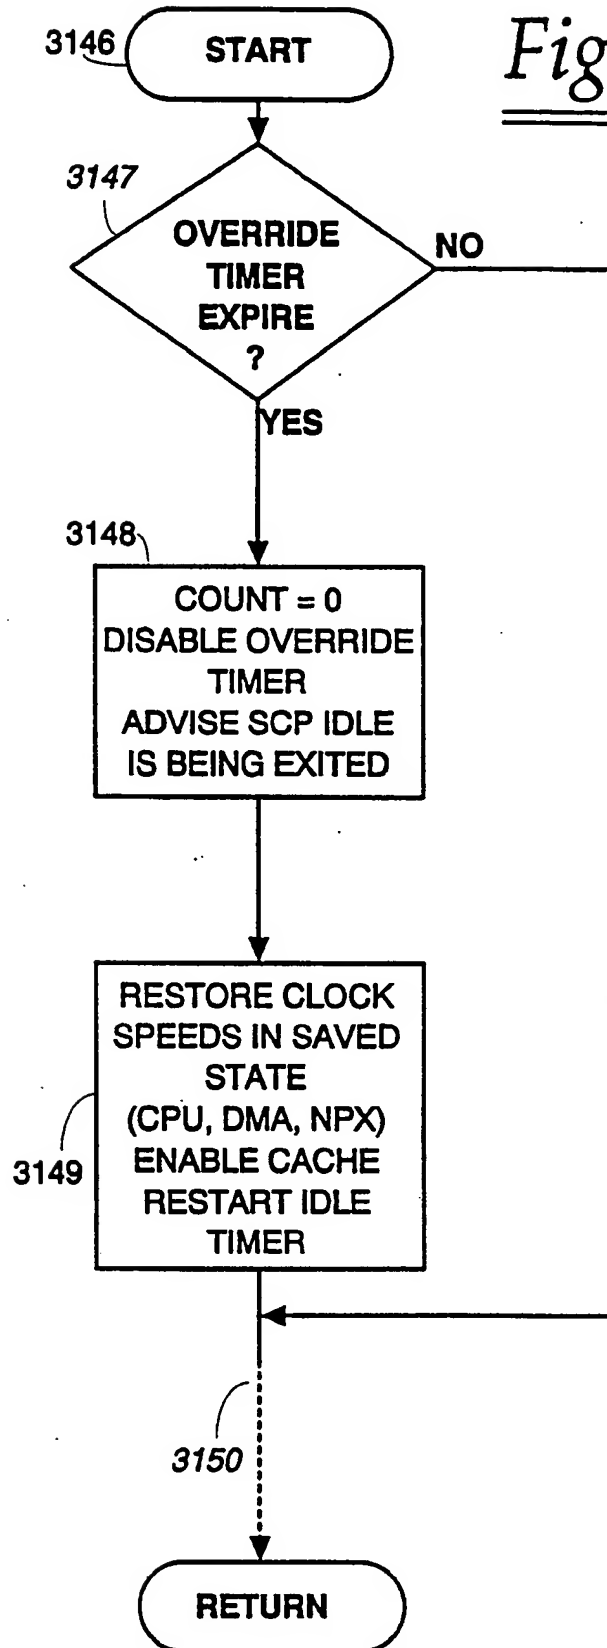 3146
START
Fig
3147
OVERRIDE
TIMER
EXPIRE
?
NO
YES
3148
COUNT = 0
DISABLE OVERRIDE
TIMER
ADVISE SCP IDLE
IS BEING EXITED
RESTORE CLOCK
SPEEDS IN SAVED
STATE
(CPU, DMA, NPX)
ENABLE CACHE
RESTART IDLE
TIMER
3149
3150
RETURN